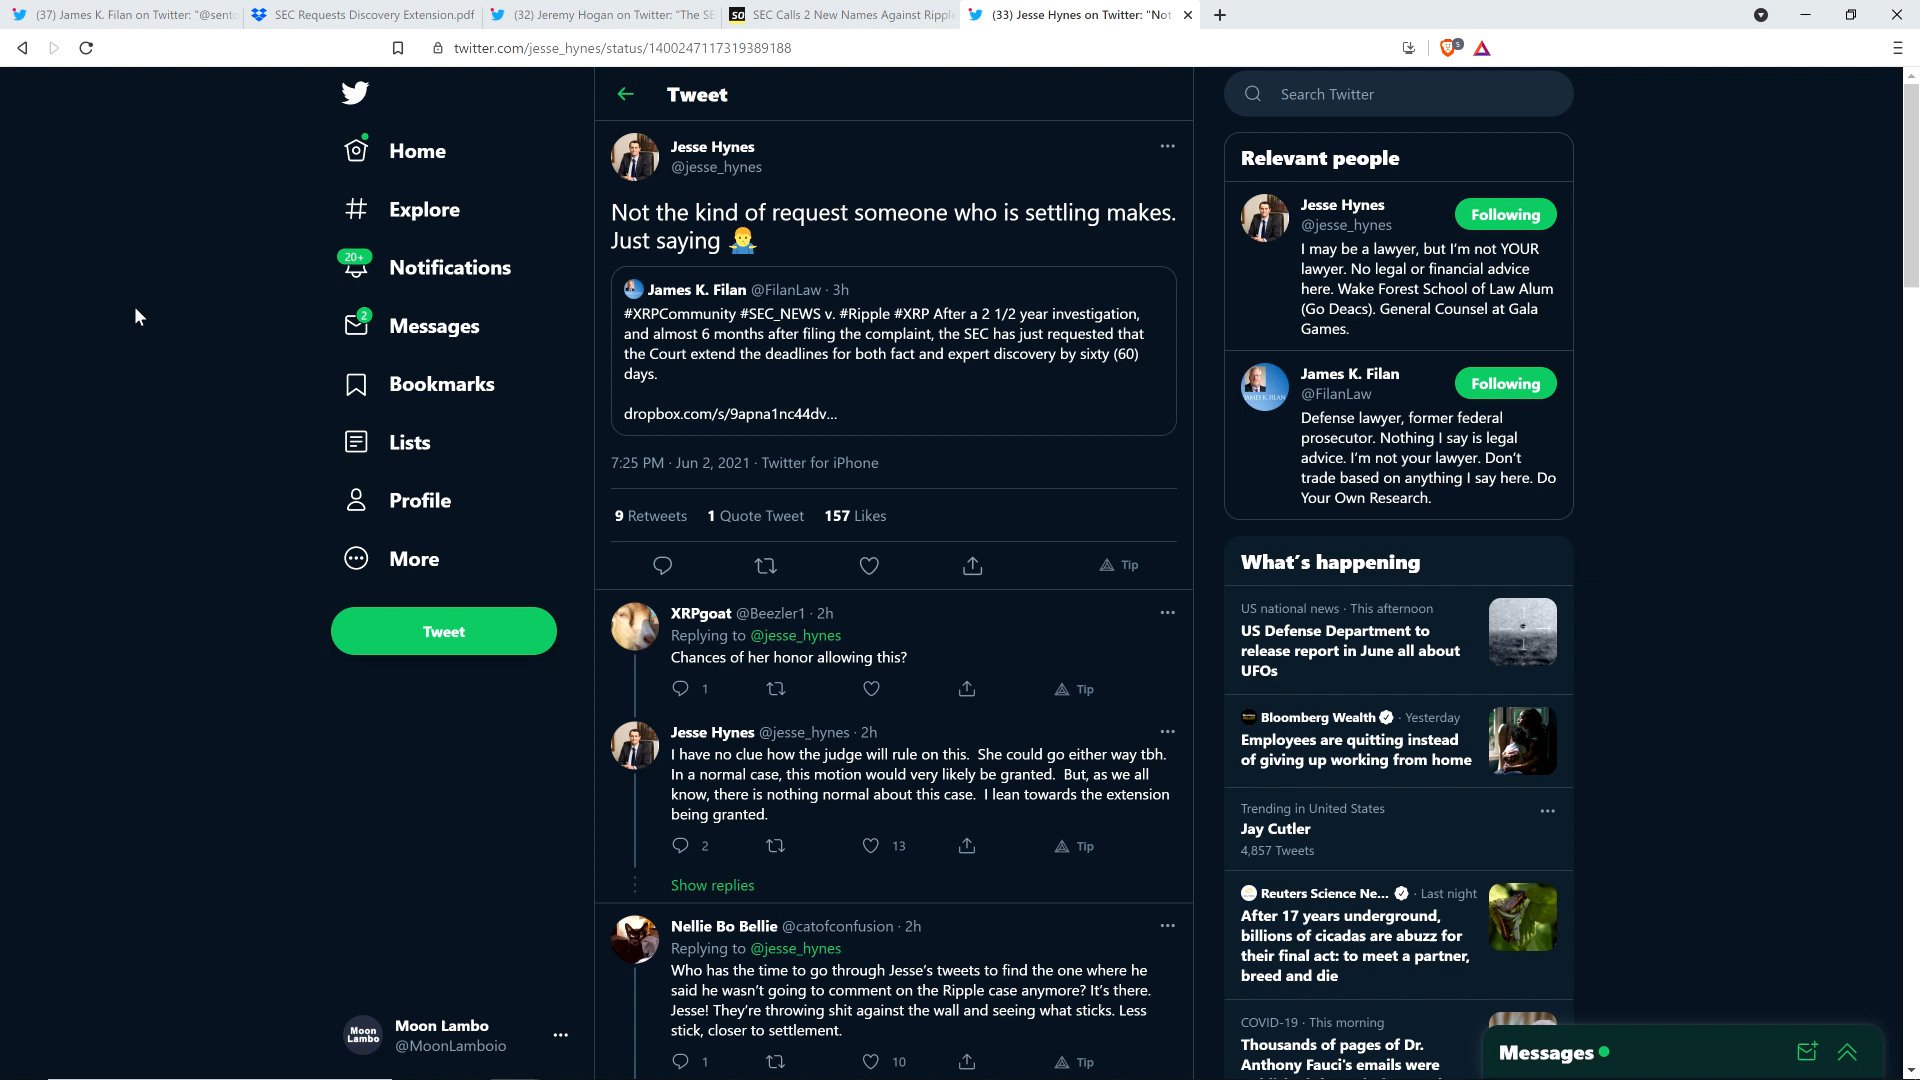 (37) James K. Filan on Twitter: "@sento
SEC Requests Discovery Extension.pdf
(32) Jeremy Hogan on Twitter: "The SE
SEC Calls 2 New Names Against Ripple
(33) Jesse Hynes on Twitter: "Not
twitter.com/jesse_hynes/status/1400247117319389188
5
Home
Explore
20+
Notifications
2
Messages
Bookmarks
Lists
Profile
More
Tweet
Moon Lambo
Moon Lambo
@MoonLamboio
Tweet
Jesse Hynes
@jesse_hynes
Not the kind of request someone who is settling makes.
Just saying 🤷‍♂️
James K. Filan @FilanLaw · 3h
#XRPCommunity #SEC_NEWS v. #Ripple #XRP After a 2 1/2 year investigation,
and almost 6 months after filing the complaint, the SEC has just requested that
the Court extend the deadlines for both fact and expert discovery by sixty (60)
days.
dropbox.com/s/9apna1nc44dv...
7:25 PM · Jun 2, 2021 · Twitter for iPhone
9 Retweets 1 Quote Tweet 157 Likes
Tip
XRPgoat @Beezler1 · 2h
Replying to @jesse_hynes
Chances of her honor allowing this?
1 Tip
Jesse Hynes @jesse_hynes · 2h
I have no clue how the judge will rule on this. She could go either way tbh.
In a normal case, this motion would very likely be granted. But, as we all
know, there is nothing normal about this case. I lean towards the extension
being granted.
2 13 Tip
Show replies
Nellie Bo Bellie @catofconfusion · 2h
Replying to @jesse_hynes
Who has the time to go through Jesse's tweets to find the one where he
said he wasn't going to comment on the Ripple case anymore? It's there.
Jesse! They're throwing shit against the wall and seeing what sticks. Less
stick, closer to settlement.
1 10 Tip
Search Twitter
Relevant people
Jesse Hynes
@jesse_hynes
Following
I may be a lawyer, but I'm not YOUR
lawyer. No legal or financial advice
here. Wake Forest School of Law Alum
(Go Deacs). General Counsel at Gala
Games.
James K. Filan
@FilanLaw
Following
JAMES K. FILAN
Defense lawyer, former federal
prosecutor. Nothing I say is legal
advice. I'm not your lawyer. Don't
trade based on anything I say here. Do
Your Own Research.
What's happening
US national news · This afternoon
US Defense Department to
release report in June all about
UFOs
Bloomberg Wealth · Yesterday
Employees are quitting instead
of giving up working from home
Trending in United States
Jay Cutler
4,857 Tweets
Reuters Science Ne... · Last night
After 17 years underground,
billions of cicadas are abuzz for
their final act: to meet a partner,
breed and die
COVID-19 · This morning
Thousands of pages of Dr.
Anthony Fauci's emails were
Messages